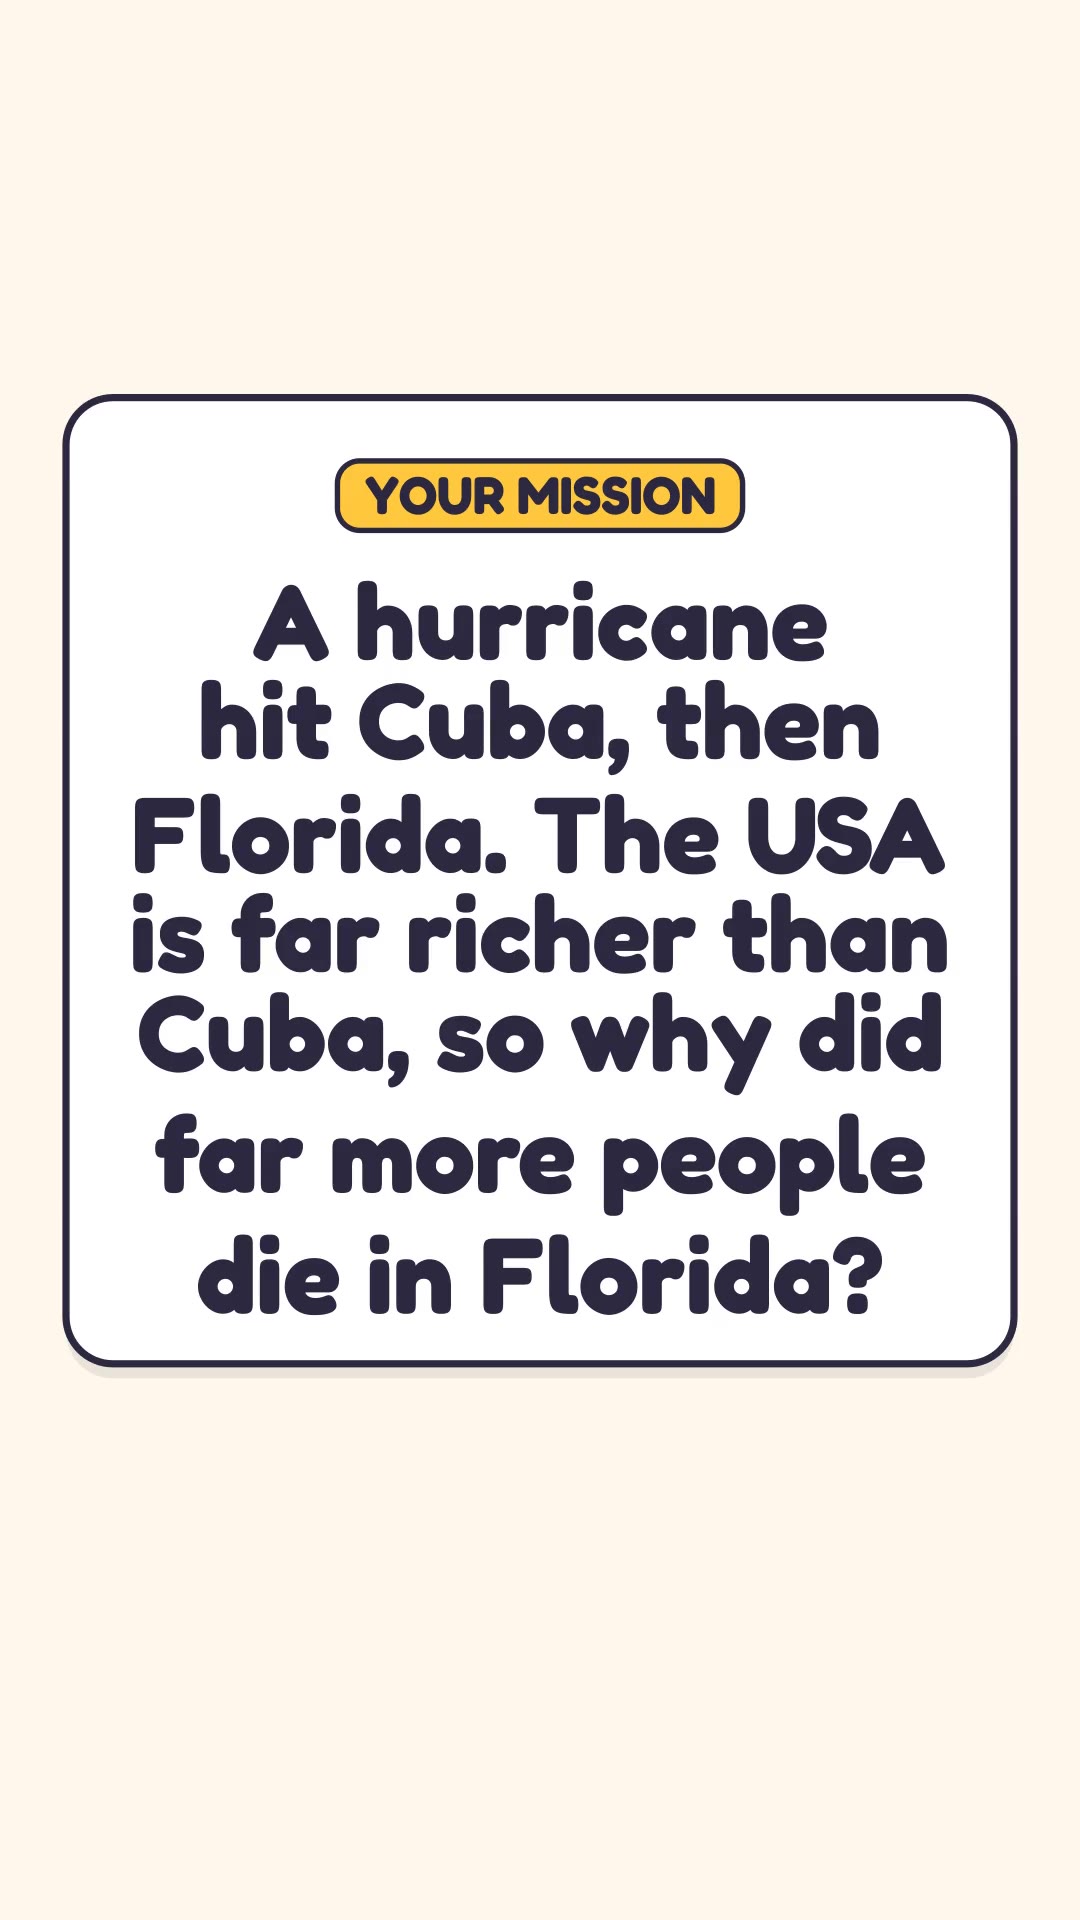 YOUR MISSION
A hurricane
hit Cuba, then
Florida. The USA
is far richer than
Cuba, so why did
far more people
die in Florida?